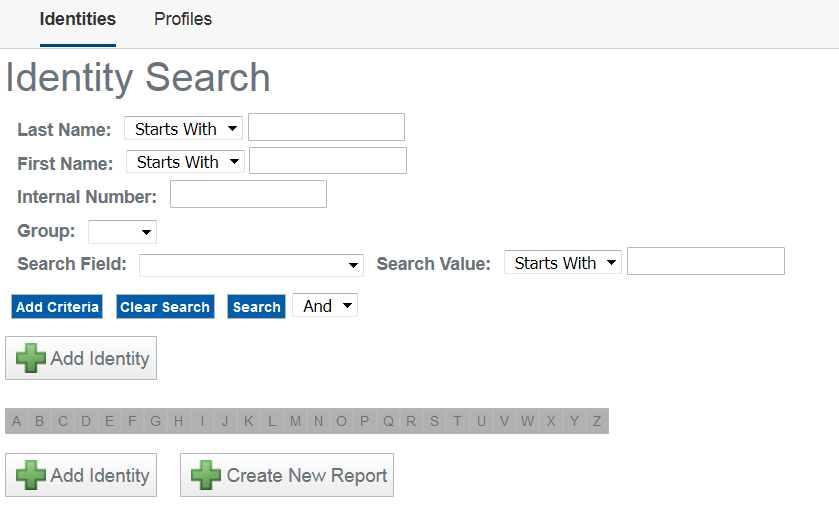 Identities Profiles
Identity Search
Last Name: Starts With
First Name: Starts With
Internal Number:
Group:
Search Field: Search Value: Starts With
Add Criteria Clear Search Search And
Add Identity
A B C D E F G H I J K L M N O P Q R S T U V W X Y Z
Add Identity Create New Report